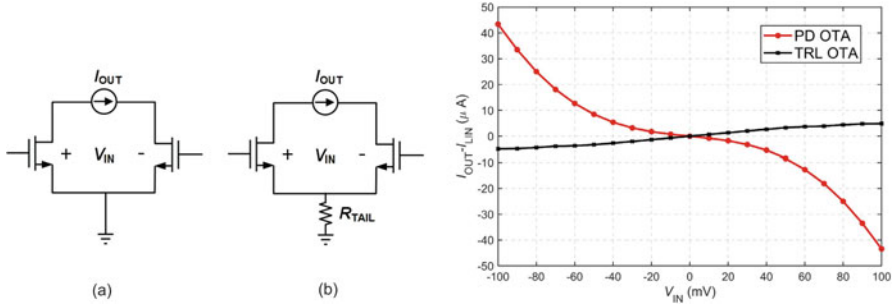 I_OUT
+ V_IN -
(a)
I_OUT
+ V_IN -
R_TAIL
(b)
PD OTA
TRL OTA
I_OUT-I_LIN (μ A)
50
40
30
20
10
0
-10
-20
-30
-40
-50
-100 -80 -60 -40 -20 0 20 40 60 80 100
V_IN (mV)